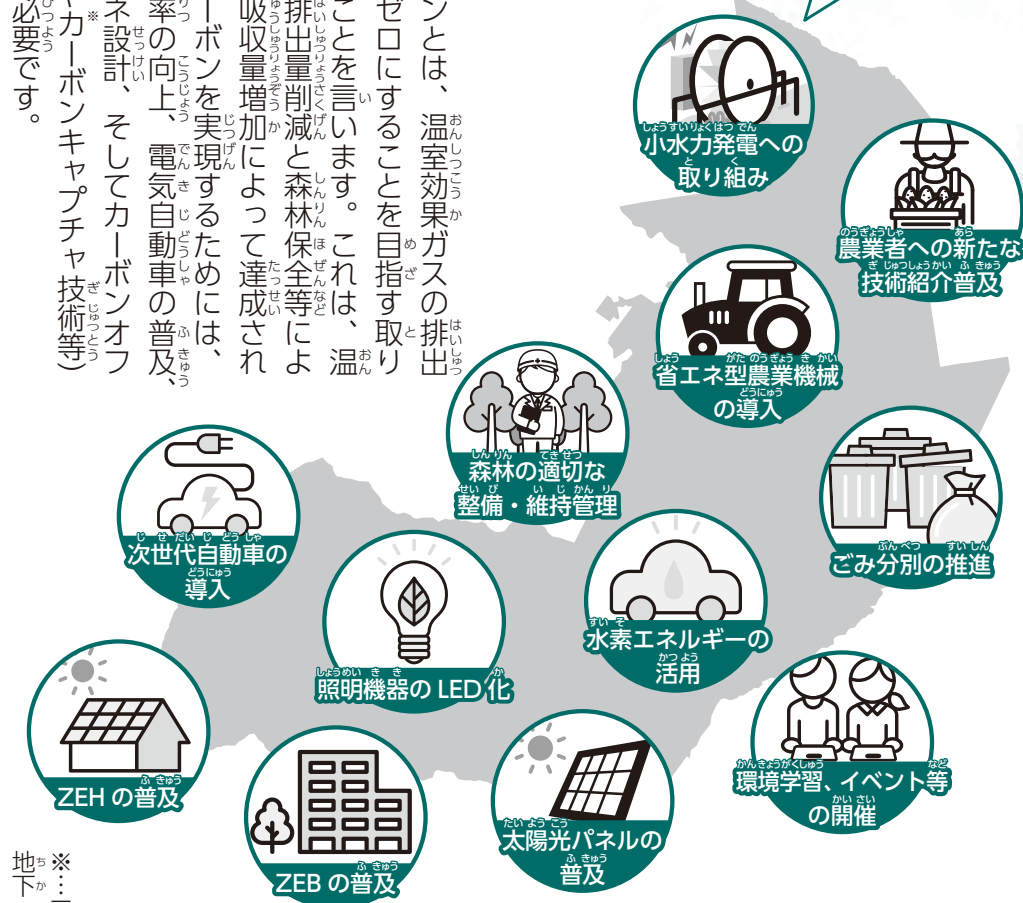 ンとは、温室効果ガスの排出
ゼロにすることを目指す取り
ことを言います。これは、温
排出量削減と森林保全等によ
吸収量増加によって達成され
ーボンを実現するためには、
率の向上、電気自動車の普及、
ネ設計、そしてカーボンオフ
カーボンキャプチャ※技術等)
必要です。
小水力発電への
取り組み
農業者への新たな
技術紹介普及
省エネ型農業機械
の導入
森林の適切な
整備・維持管理
ごみ分別の推進
次世代自動車の
導入
水素エネルギーの
活用
照明機器のLED化
環境学習、イベント等
の開催
ZEHの普及
太陽光パネルの
普及
ZEBの普及
※…
地下